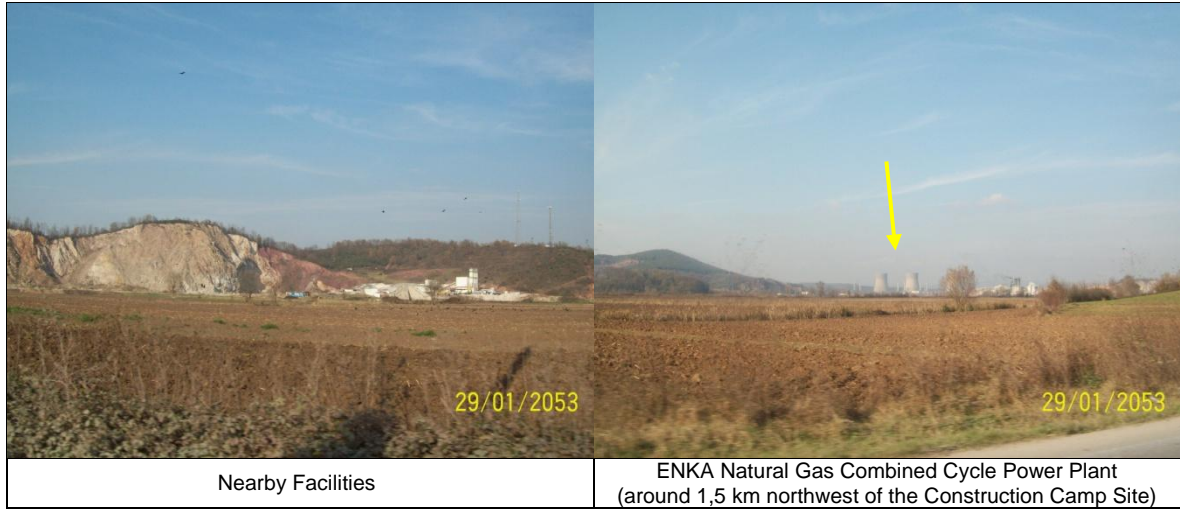 29/01/2053
29/01/2053
Nearby Facilities
ENKA Natural Gas Combined Cycle Power Plant
(around 1,5 km northwest of the Construction Camp Site)